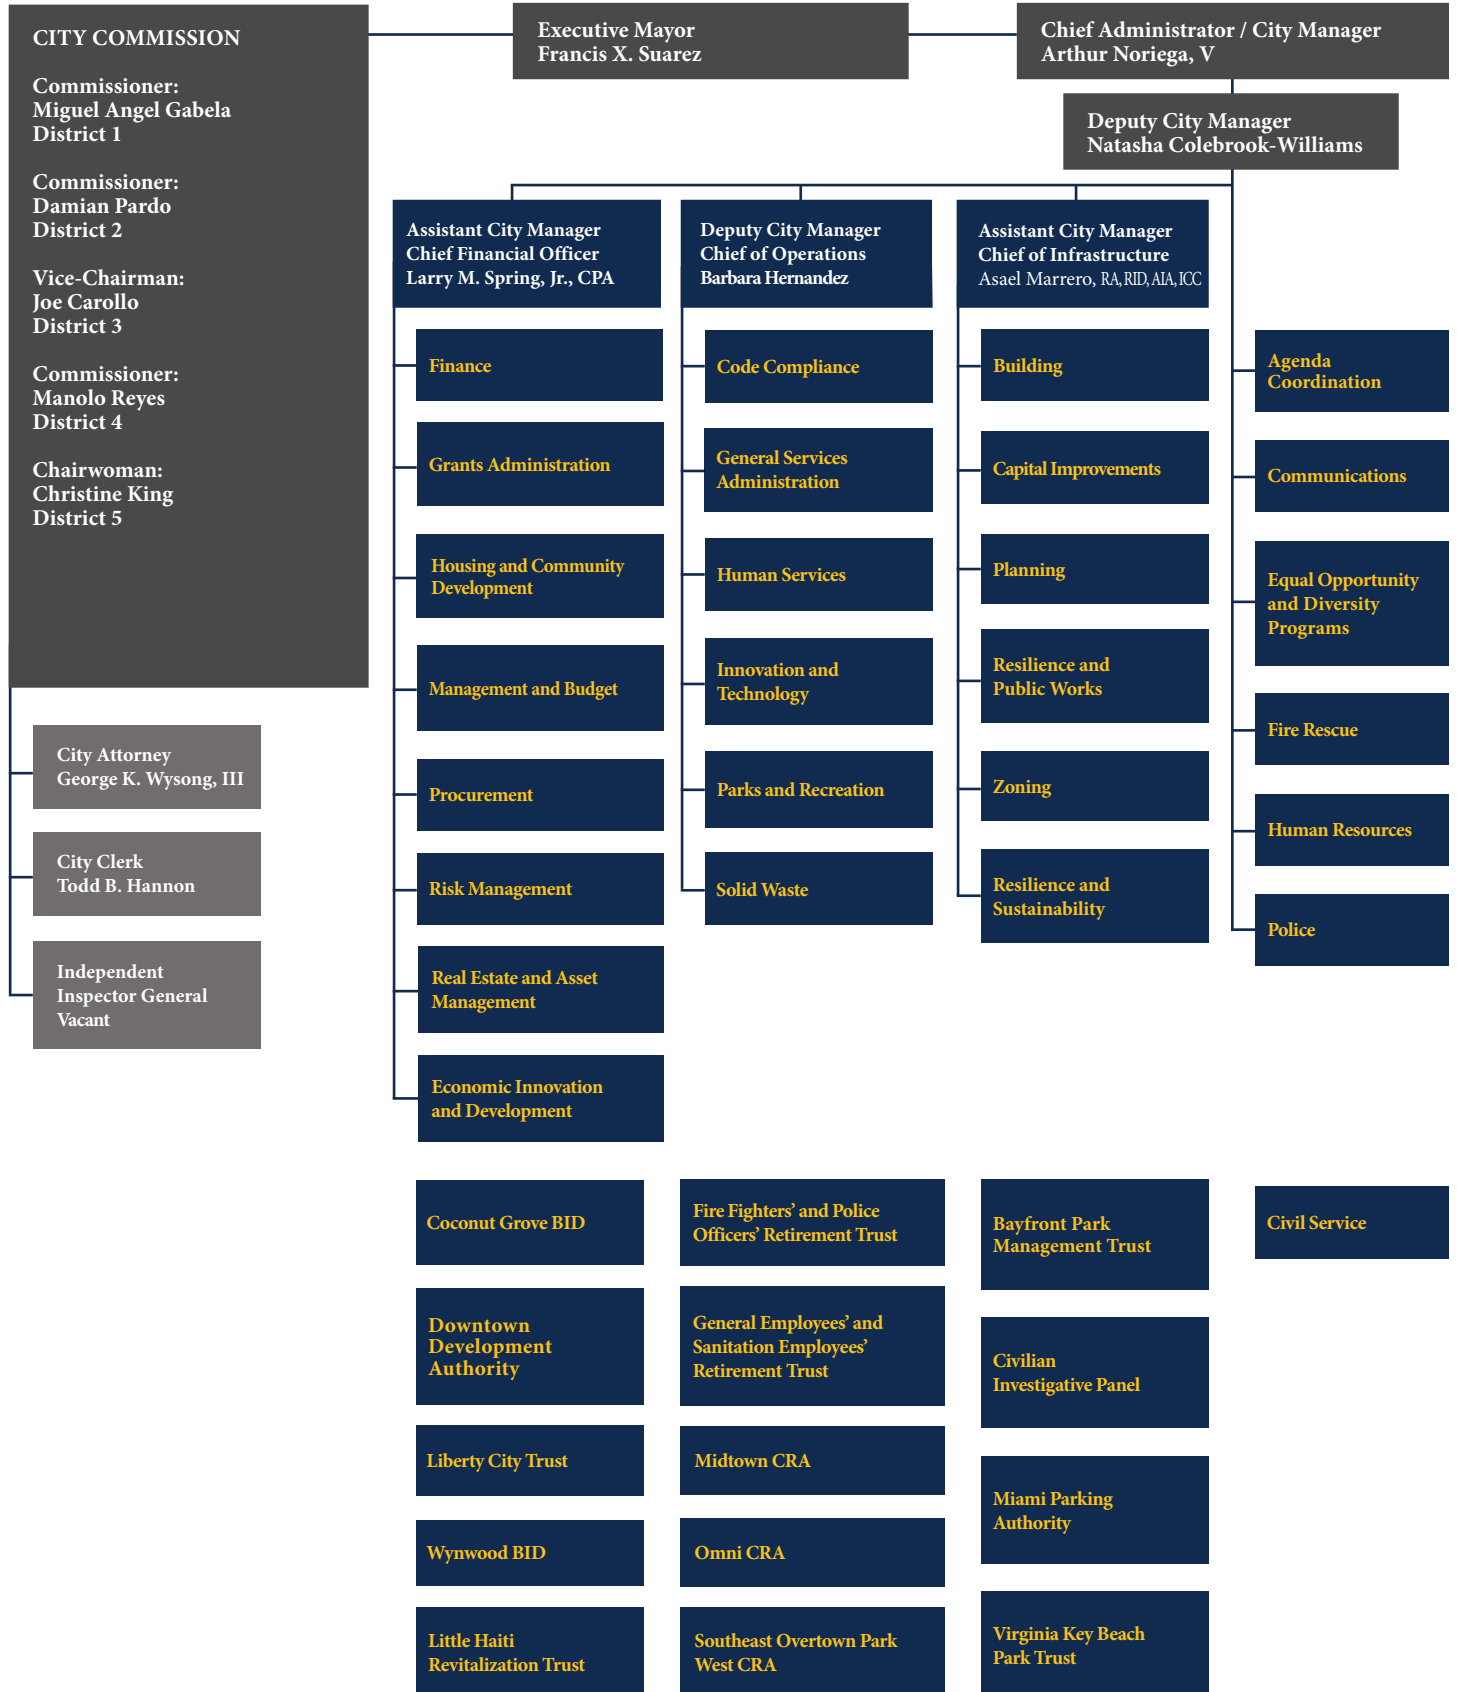 CITY COMMISSION
Commissioner:
Miguel Angel Gabela
District 1
Commissioner:
Damian Pardo
District 2
Vice-Chairman:
Joe Carollo
District 3
Commissioner:
Manolo Reyes
District 4
Chairwoman:
Christine King
District 5
Executive Mayor
Francis X. Suarez
Chief Administrator / City Manager
Arthur Noriega, V
Deputy City Manager
Natasha Colebrook-Williams
City Attorney
George K. Wysong, III
City Clerk
Todd B. Hannon
Independent
Inspector General
Vacant
Assistant City Manager
Chief Financial Officer
Larry M. Spring, Jr., CPA
Finance
Grants Administration
Housing and Community
Development
Management and Budget
Procurement
Risk Management
Real Estate and Asset
Management
Economic Innovation
and Development
Deputy City Manager
Chief of Operations
Barbara Hernandez
Code Compliance
General Services
Administration
Human Services
Innovation and
Technology
Parks and Recreation
Solid Waste
Assistant City Manager
Chief of Infrastructure
Asael Marrero, RA, RID, AIA, ICC
Building
Capital Improvements
Planning
Resilience and
Public Works
Zoning
Resilience and
Sustainability
Agenda
Coordination
Communications
Equal Opportunity
and Diversity
Programs
Fire Rescue
Human Resources
Police
Coconut Grove BID
Downtown
Development
Authority
Liberty City Trust
Wynwood BID
Little Haiti
Revitalization Trust
Fire Fighters’ and Police
Officers’ Retirement Trust
General Employees’ and
Sanitation Employees’
Retirement Trust
Midtown CRA
Omni CRA
Southeast Overtown Park
West CRA
Bayfront Park
Management Trust
Civilian
Investigative Panel
Miami Parking
Authority
Virginia Key Beach
Park Trust
Civil Service